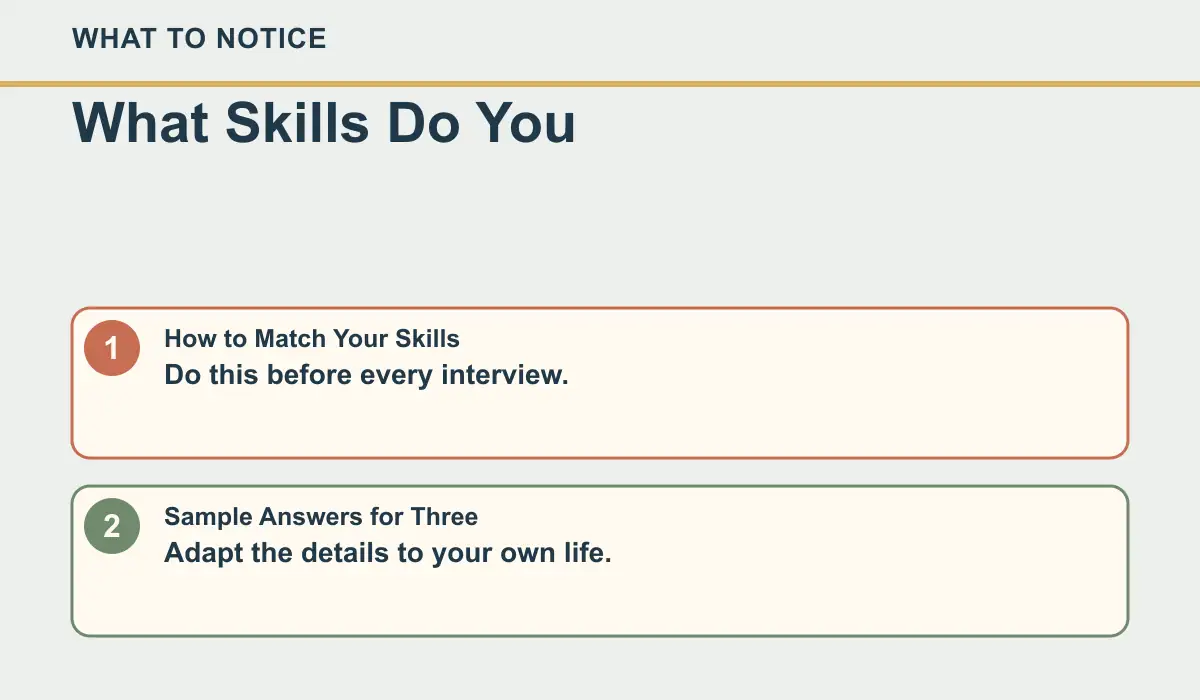 WHAT TO NOTICE
What Skills Do You
1
How to Match Your Skills
Do this before every interview.
2
Sample Answers for Three
Adapt the details to your own life.